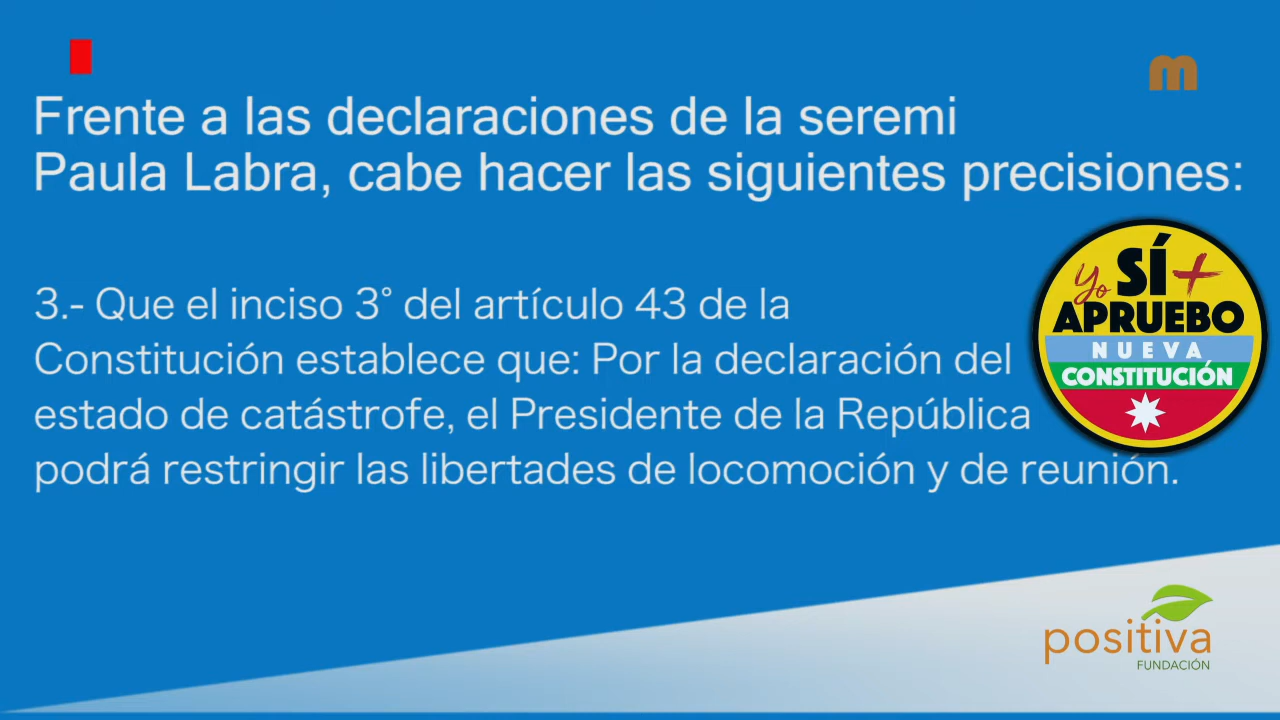 m
Frente a las declaraciones de la seremi
Paula Labra, cabe hacer las siguientes precisiones:
3.- Que el inciso 3° del artículo 43 de la
Constitución establece que: Por la declaración del
estado de catástrofe, el Presidente de la República
podrá restringir las libertades de locomoción y de reunión.
Yo SÍ +
APRUEBO
NUEVA
CONSTITUCIÓN
positiva
FUNDACIÓN